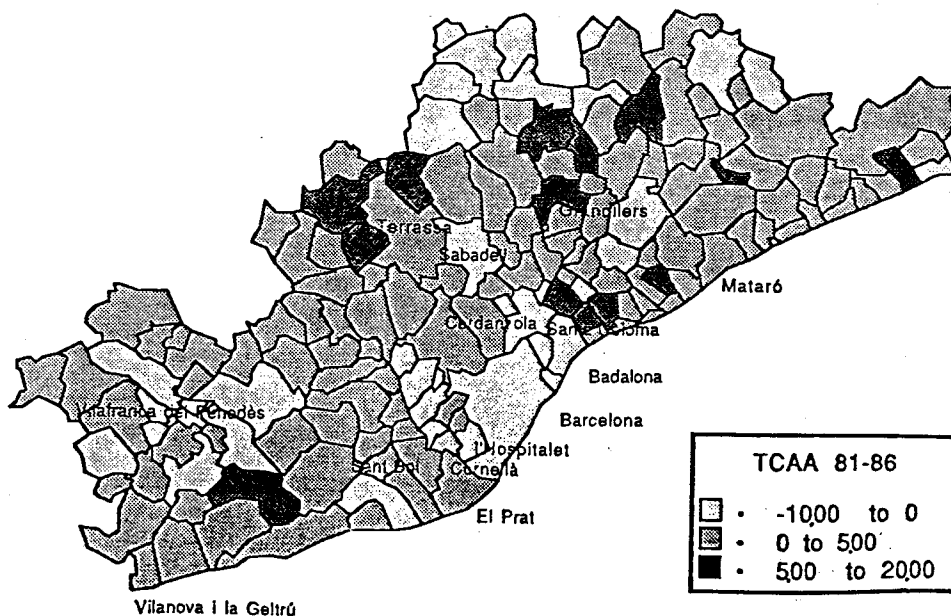 Granollers
Terrassa
Sabadell
Mataró
Cerdanyola
Santa Coloma
Badalona
Vilafranca del Penedès
Barcelona
l'Hospitalet
Sant Boi
Cornellà
El Prat
Vilanova i la Geltrú
TCAA 81-86
• -10,00 to 0
• 0 to 5,00
• 5,00 to 20,00